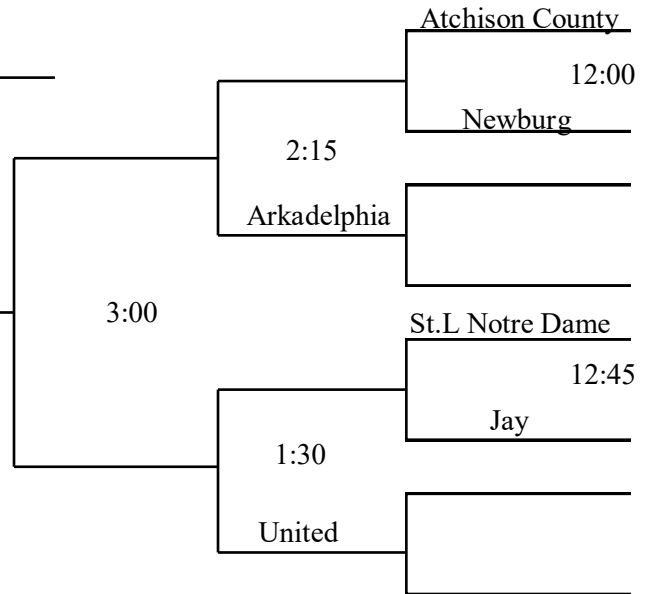 Atchison County
12:00
Newburg
2:15
Arkadelphia
3:00
St.L Notre Dame
12:45
Jay
1:30
United